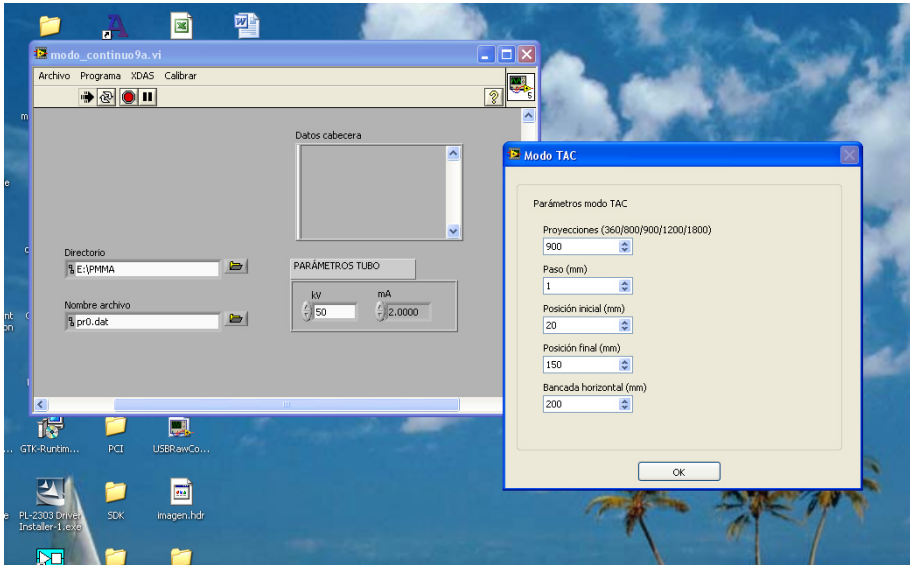 modo_continuo9a.vi
Archivo Programa XDAS Calibrar
5
Datos cabecera
Directorio
E:\PMMA
Nombre archivo
pr0.dat
PARÁMETROS TUBO
kV mA
50 2.0000
Modo TAC
Parámetros modo TAC
Proyecciones (360/800/900/1200/1800)
900
Paso (mm)
1
Posición inicial (mm)
20
Posición final (mm)
150
Bancada horizontal (mm)
200
OK
GTK-Runtim... PCI USBRawCo...
PL-2303 Driver Installer-1.exe
SDK
imagen.hdr